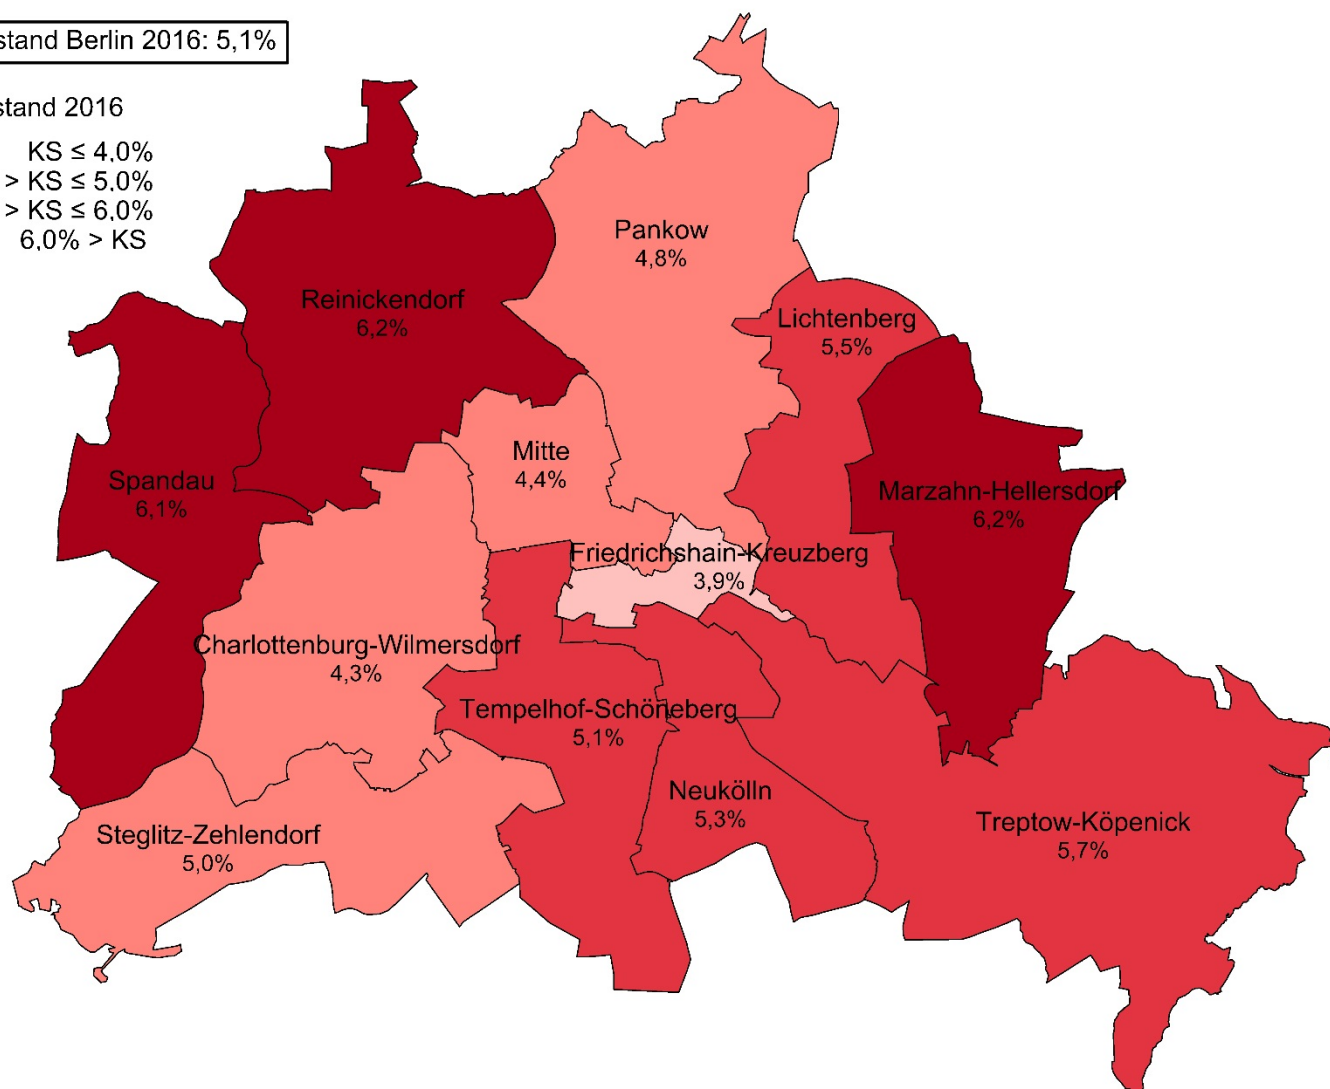 stand Berlin 2016: 5,1%
stand 2016
KS ≤ 4,0%
> KS ≤ 5,0%
> KS ≤ 6,0%
6,0% > KS
Pankow
4,8%
Reinickendorf
6,2%
Lichtenberg
5,5%
Mitte
4,4%
Spandau
6,1%
Marzahn-Hellersdorf
6,2%
Friedrichshain-Kreuzberg
3,9%
Charlottenburg-Wilmersdorf
4,3%
Tempelhof-Schöneberg
5,1%
Neukölln
5,3%
Steglitz-Zehlendorf
5,0%
Treptow-Köpenick
5,7%